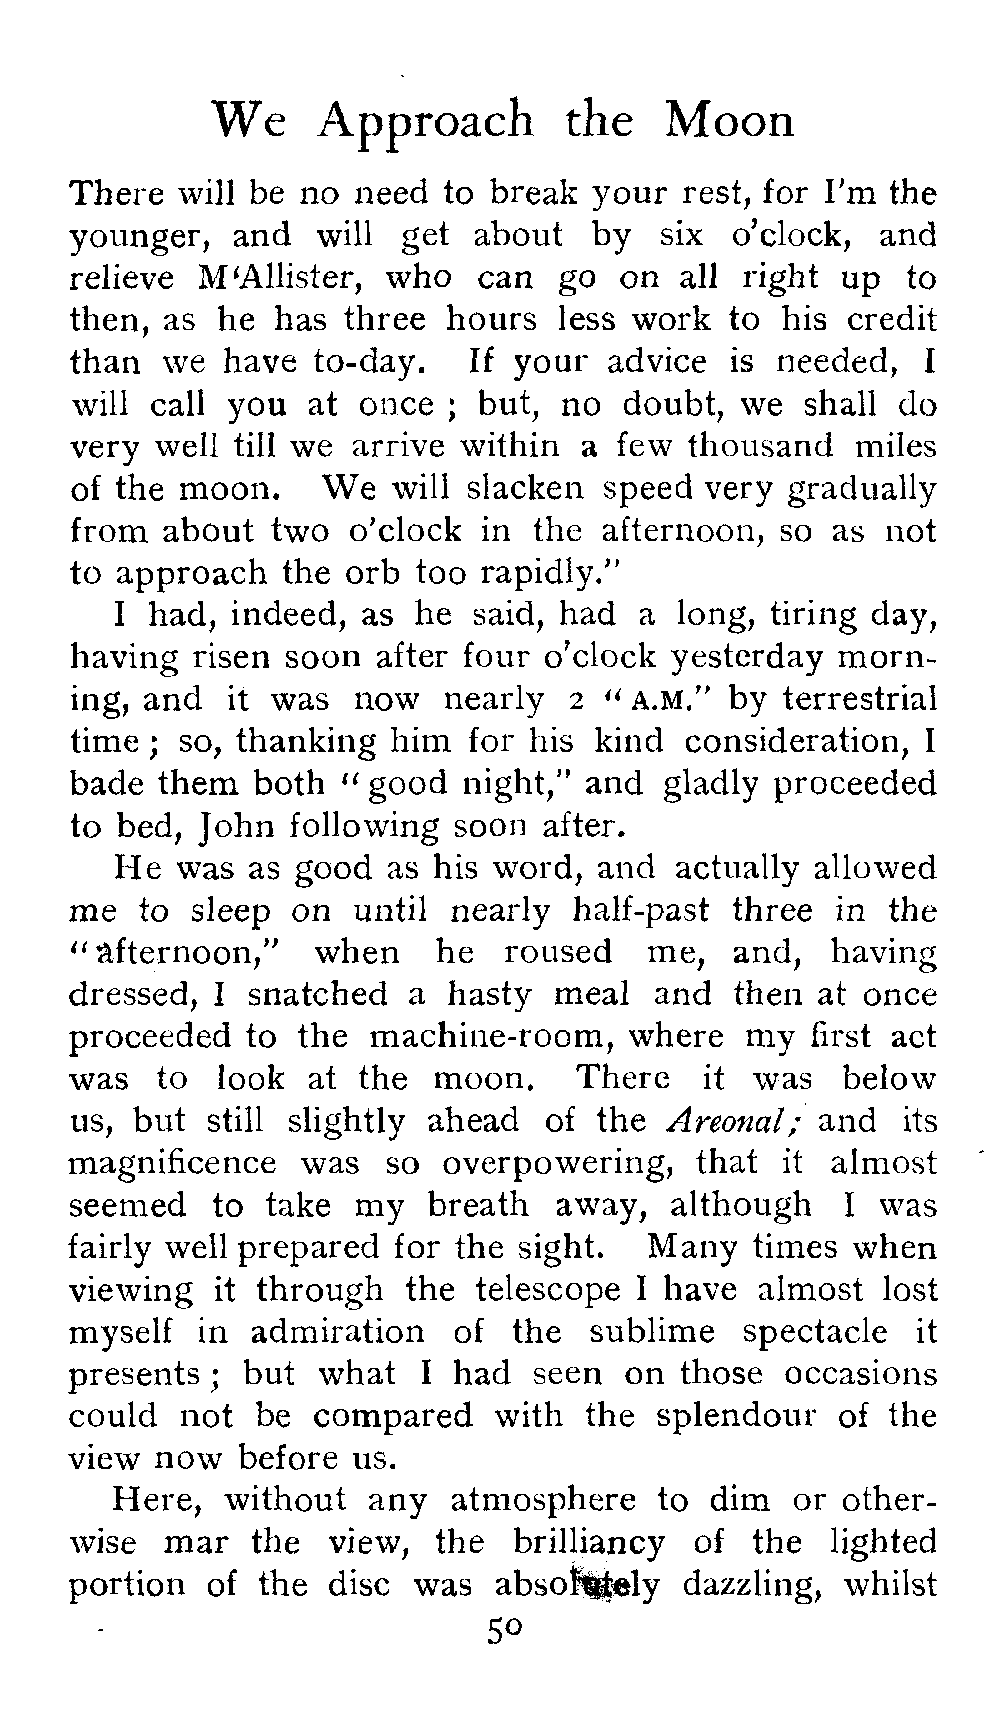 We Approach the Moon
There will be no need to break your rest, for I'm the
younger, and will get about by six o'clock, and
relieve M‘Allister, who can go on all right up to
then, as he has three hours less work to his credit
than we have to-day. If your advice is needed, I
will call you at once ; but, no doubt, we shall do
very well till we arrive within a few thousand miles
of the moon. We will slacken speed very gradually
from about two o'clock in the afternoon, so as not
to approach the orb too rapidly."
I had, indeed, as he said, had a long, tiring day,
having risen soon after four o'clock yesterday morn-
ing, and it was now nearly 2 "A.M." by terrestrial
time ; so, thanking him for his kind consideration, I
bade them both "good night," and gladly proceeded
to bed, John following soon after.
He was as good as his word, and actually allowed
me to sleep on until nearly half-past three in the
"afternoon," when he roused me, and, having
dressed, I snatched a hasty meal and then at once
proceeded to the machine-room, where my first act
was to look at the moon. There it was below
us, but still slightly ahead of the Areonal; and its
magnificence was so overpowering, that it almost
seemed to take my breath away, although I was
fairly well prepared for the sight. Many times when
viewing it through the telescope I have almost lost
myself in admiration of the sublime spectacle it
presents ; but what I had seen on those occasions
could not be compared with the splendour of the
view now before us.
Here, without any atmosphere to dim or other-
wise mar the view, the brilliancy of the lighted
portion of the disc was absolutely dazzling, whilst
50